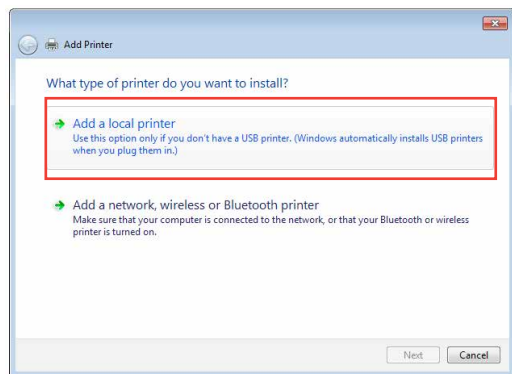 Add Printer
What type of printer do you want to install?
Add a local printer
Use this option only if you don't have a USB printer. (Windows automatically installs USB printers
when you plug them in.)
Add a network, wireless or Bluetooth printer
Make sure that your computer is connected to the network, or that your Bluetooth or wireless
printer is turned on.
Next
Cancel